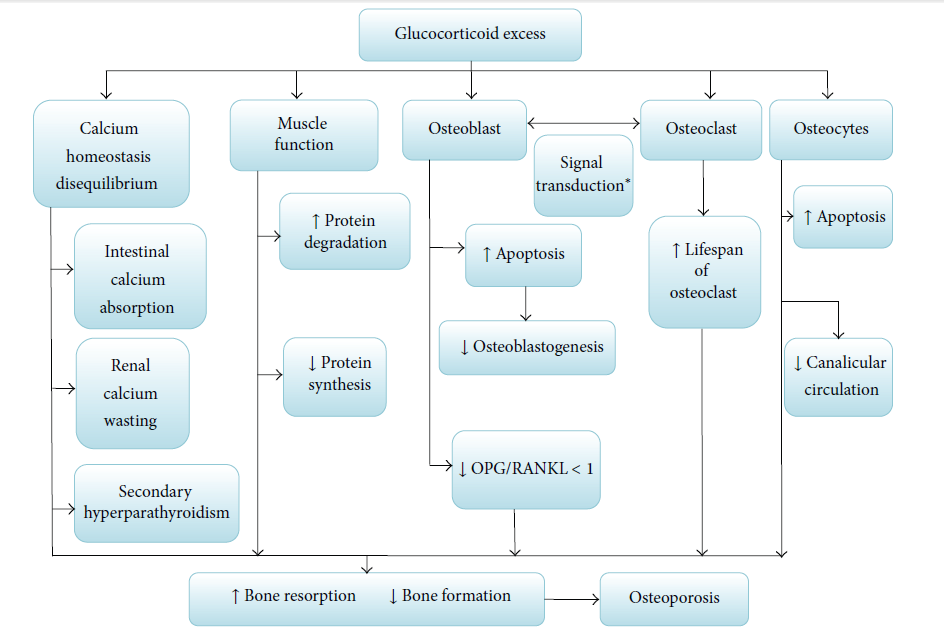 Glucocorticoid excess
Calcium
homeostasis
disequilibrium
Muscle
function
Osteoblast
Osteoclast
Osteocytes
Signal
transduction*
Intestinal
calcium
absorption
↑ Protein
degradation
↑ Apoptosis
↑ Lifespan
of
osteoclast
↑ Apoptosis
Renal
calcium
wasting
↓ Protein
synthesis
↓ Osteoblastogenesis
↓ Canalicular
circulation
Secondary
hyperparathyroidism
↓ OPG/RANKL < 1
↑ Bone resorption ↓ Bone formation
Osteoporosis